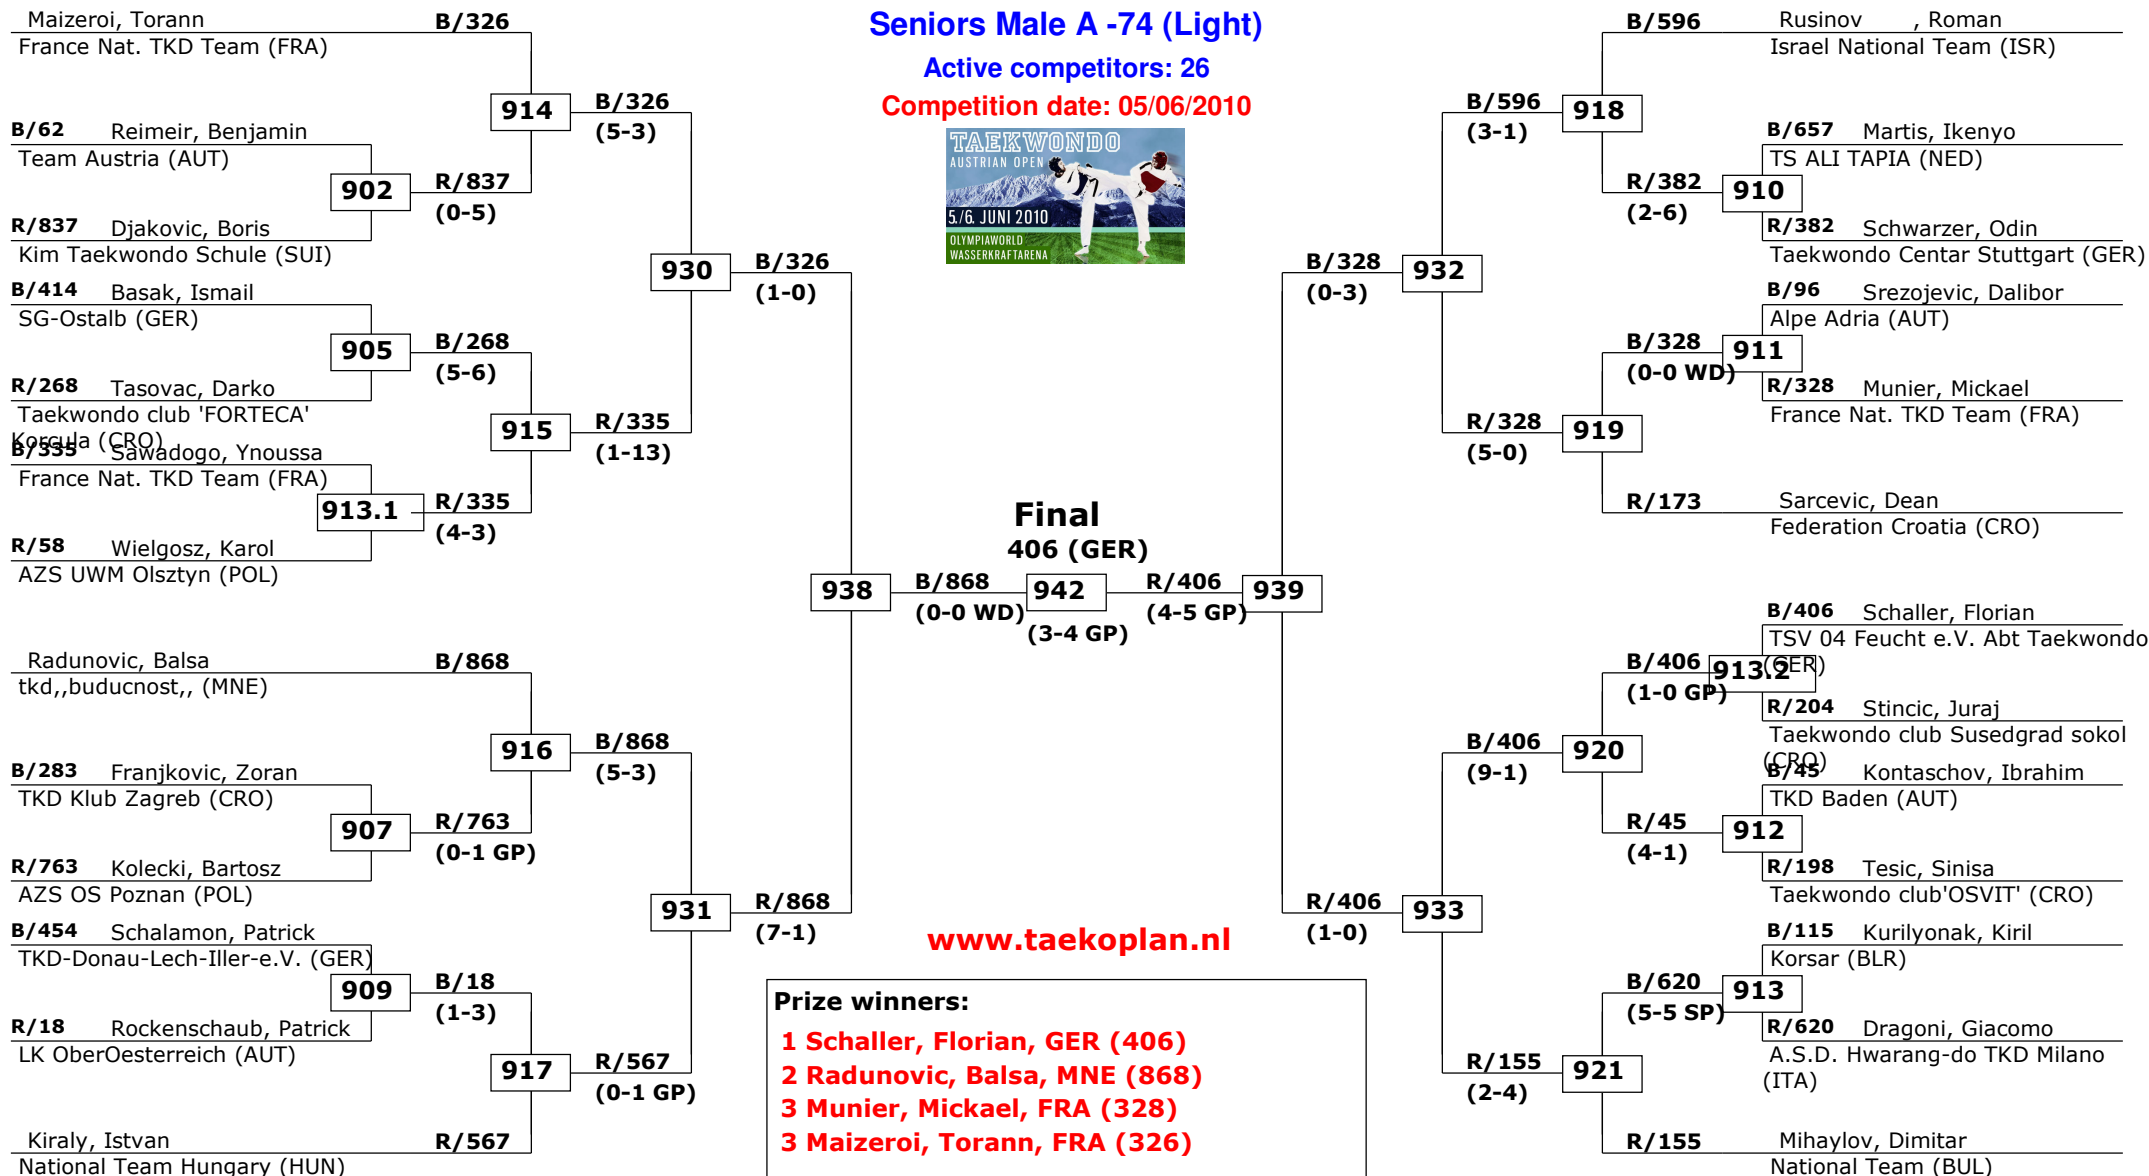 Seniors Male A -74 (Light)
Active competitors: 26
Competition date: 05/06/2010
TAEKWONDO
AUSTRIAN OPEN
5./6. JUNI 2010
OLYMPIAWORLD
WASSERKRAFTARENA
Maizeroi, Torann
B/326
France Nat. TKD Team (FRA)
914
B/326
(5-3)
B/62 Reimeir, Benjamin
Team Austria (AUT)
902
R/837
(0-5)
R/837 Djakovic, Boris
Kim Taekwondo Schule (SUI)
930
B/326
(1-0)
B/414 Basak, Ismail
SG-Ostalb (GER)
905
B/268
(5-6)
R/268 Tasovac, Darko
Taekwondo club 'FORTECA'
Korcula (CRO)
915
R/335
(1-13)
B/335 Sawadogo, Ynoussa
France Nat. TKD Team (FRA)
913.1
R/335
(4-3)
R/58 Wielgosz, Karol
AZS UWM Olsztyn (POL)
938
B/868
(0-0 WD)
Radunovic, Balsa
B/868
tkd,,buducnost,, (MNE)
916
B/868
(5-3)
B/283 Franjkovic, Zoran
TKD Klub Zagreb (CRO)
907
R/763
(0-1 GP)
R/763 Kolecki, Bartosz
AZS OS Poznan (POL)
931
R/868
(7-1)
B/454 Schalamon, Patrick
TKD-Donau-Lech-Iller-e.V. (GER)
909
B/18
(1-3)
R/18 Rockenschaub, Patrick
LK OberOesterreich (AUT)
917
R/567
(0-1 GP)
Kiraly, Istvan
R/567
National Team Hungary (HUN)
Final
406 (GER)
942
(3-4 GP)
R/406
(4-5 GP)
939
B/596
Rusinov , Roman
Israel National Team (ISR)
B/596
(3-1)
918
B/657 Martis, Ikenyo
TS ALI TAPIA (NED)
R/382
(2-6)
910
R/382 Schwarzer, Odin
Taekwondo Centar Stuttgart (GER)
B/328
(0-3)
932
B/96 Srezojevic, Dalibor
Alpe Adria (AUT)
B/328
(0-0 WD)
911
R/328 Munier, Mickael
France Nat. TKD Team (FRA)
R/328
(5-0)
919
R/173
Sarcevic, Dean
Federation Croatia (CRO)
B/406 Schaller, Florian
TSV 04 Feucht e.V. Abt Taekwondo
(GER)
B/406
(1-0 GP)
913.2
R/204 Stincic, Juraj
Taekwondo club Susedgrad sokol
(CRO)
B/406
(9-1)
920
B/45 Kontaschov, Ibrahim
TKD Baden (AUT)
R/45
(4-1)
912
R/198 Tesic, Sinisa
Taekwondo club'OSVIT' (CRO)
R/406
(1-0)
933
B/115 Kurilyonak, Kiril
Korsar (BLR)
B/620
(5-5 SP)
913
R/620 Dragoni, Giacomo
A.S.D. Hwarang-do TKD Milano
(ITA)
R/155
(2-4)
921
R/155
Mihaylov, Dimitar
National Team (BUL)
www.taekoplan.nl
Prize winners:
1 Schaller, Florian, GER (406)
2 Radunovic, Balsa, MNE (868)
3 Munier, Mickael, FRA (328)
3 Maizeroi, Torann, FRA (326)